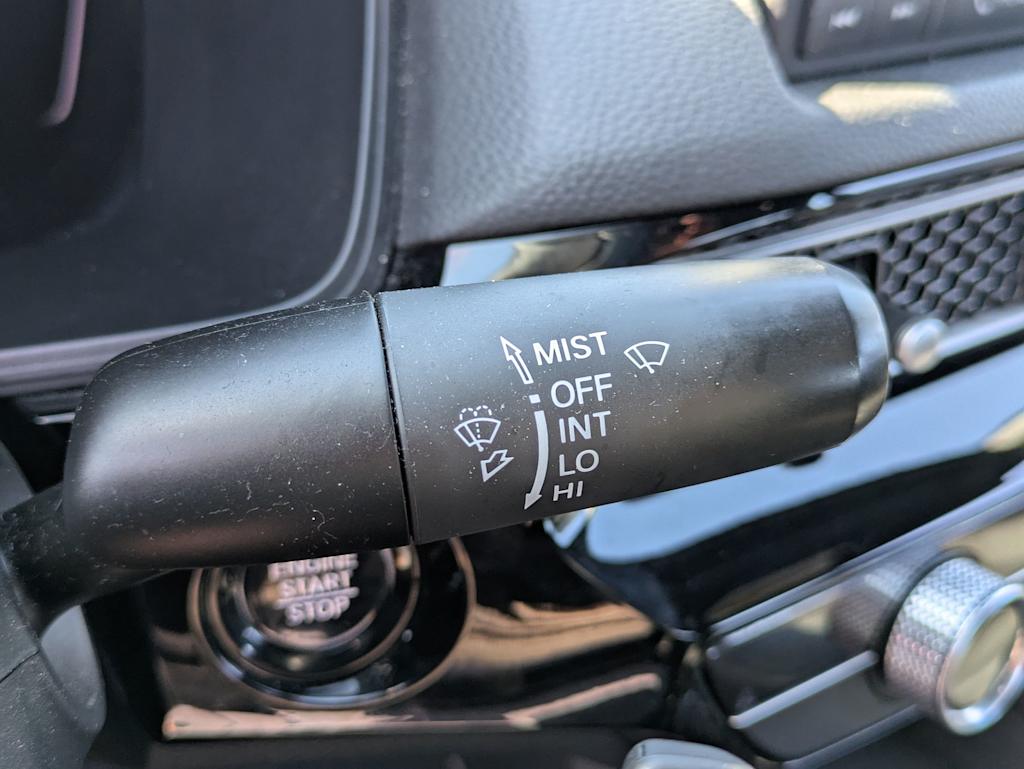 MIST
OFF
INT
LO
HI
ENGINE
START
STOP